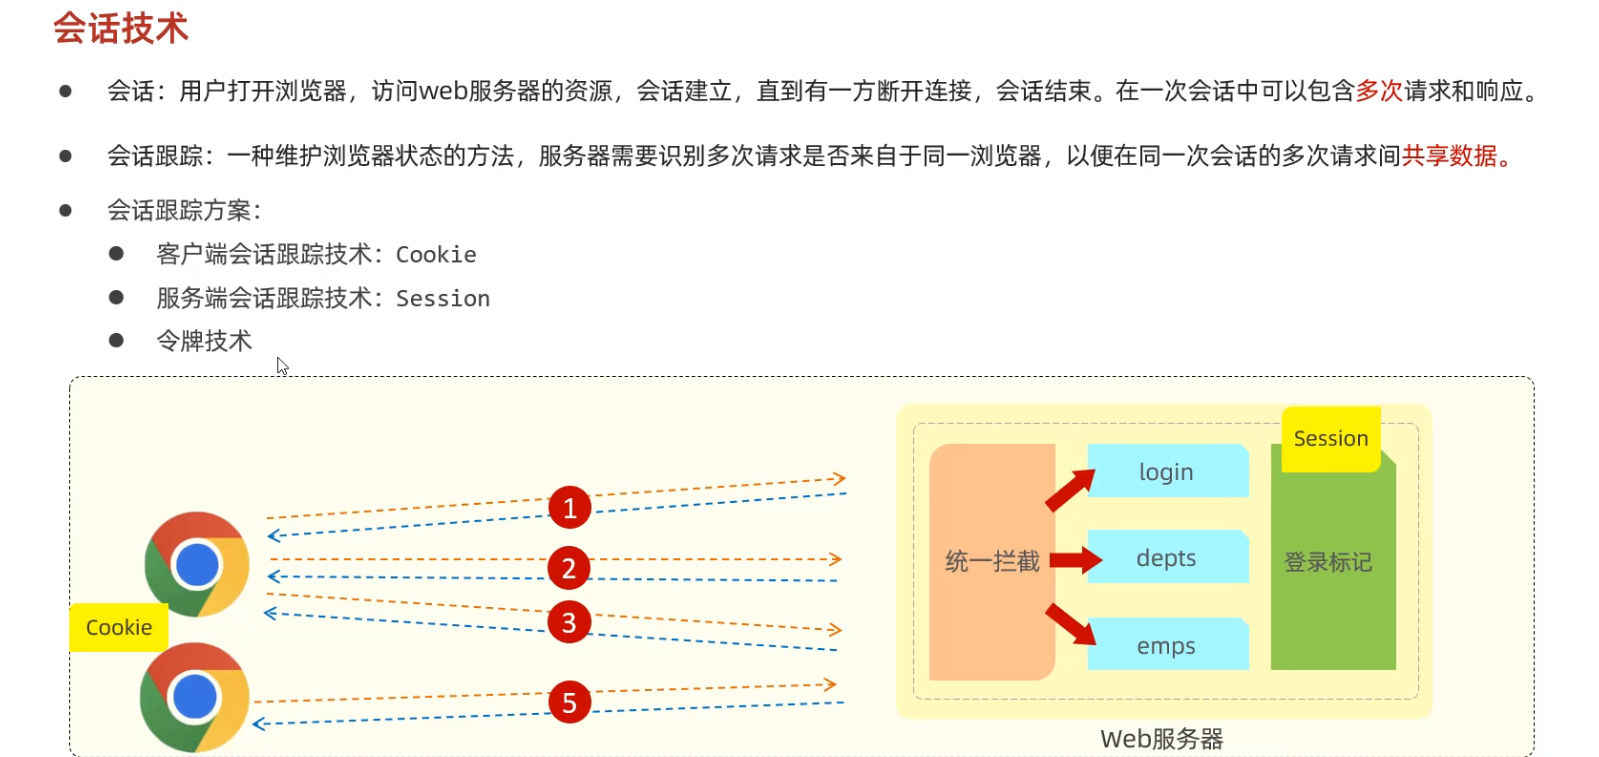 会话技术
会话：用户打开浏览器，访问web服务器的资源，会话建立，直到有一方断开连接，会话结束。在一次会话中可以包含多次请求和响应。
会话跟踪：一种维护浏览器状态的方法，服务器需要识别多次请求是否来自于同一浏览器，以便在同一次会话的多次请求间共享数据。
会话跟踪方案：
客户端会话跟踪技术：Cookie
服务端会话跟踪技术：Session
令牌技术
Session
login
1
统一拦截
depts
登录标记
2
3
Cookie
emps
5
Web服务器